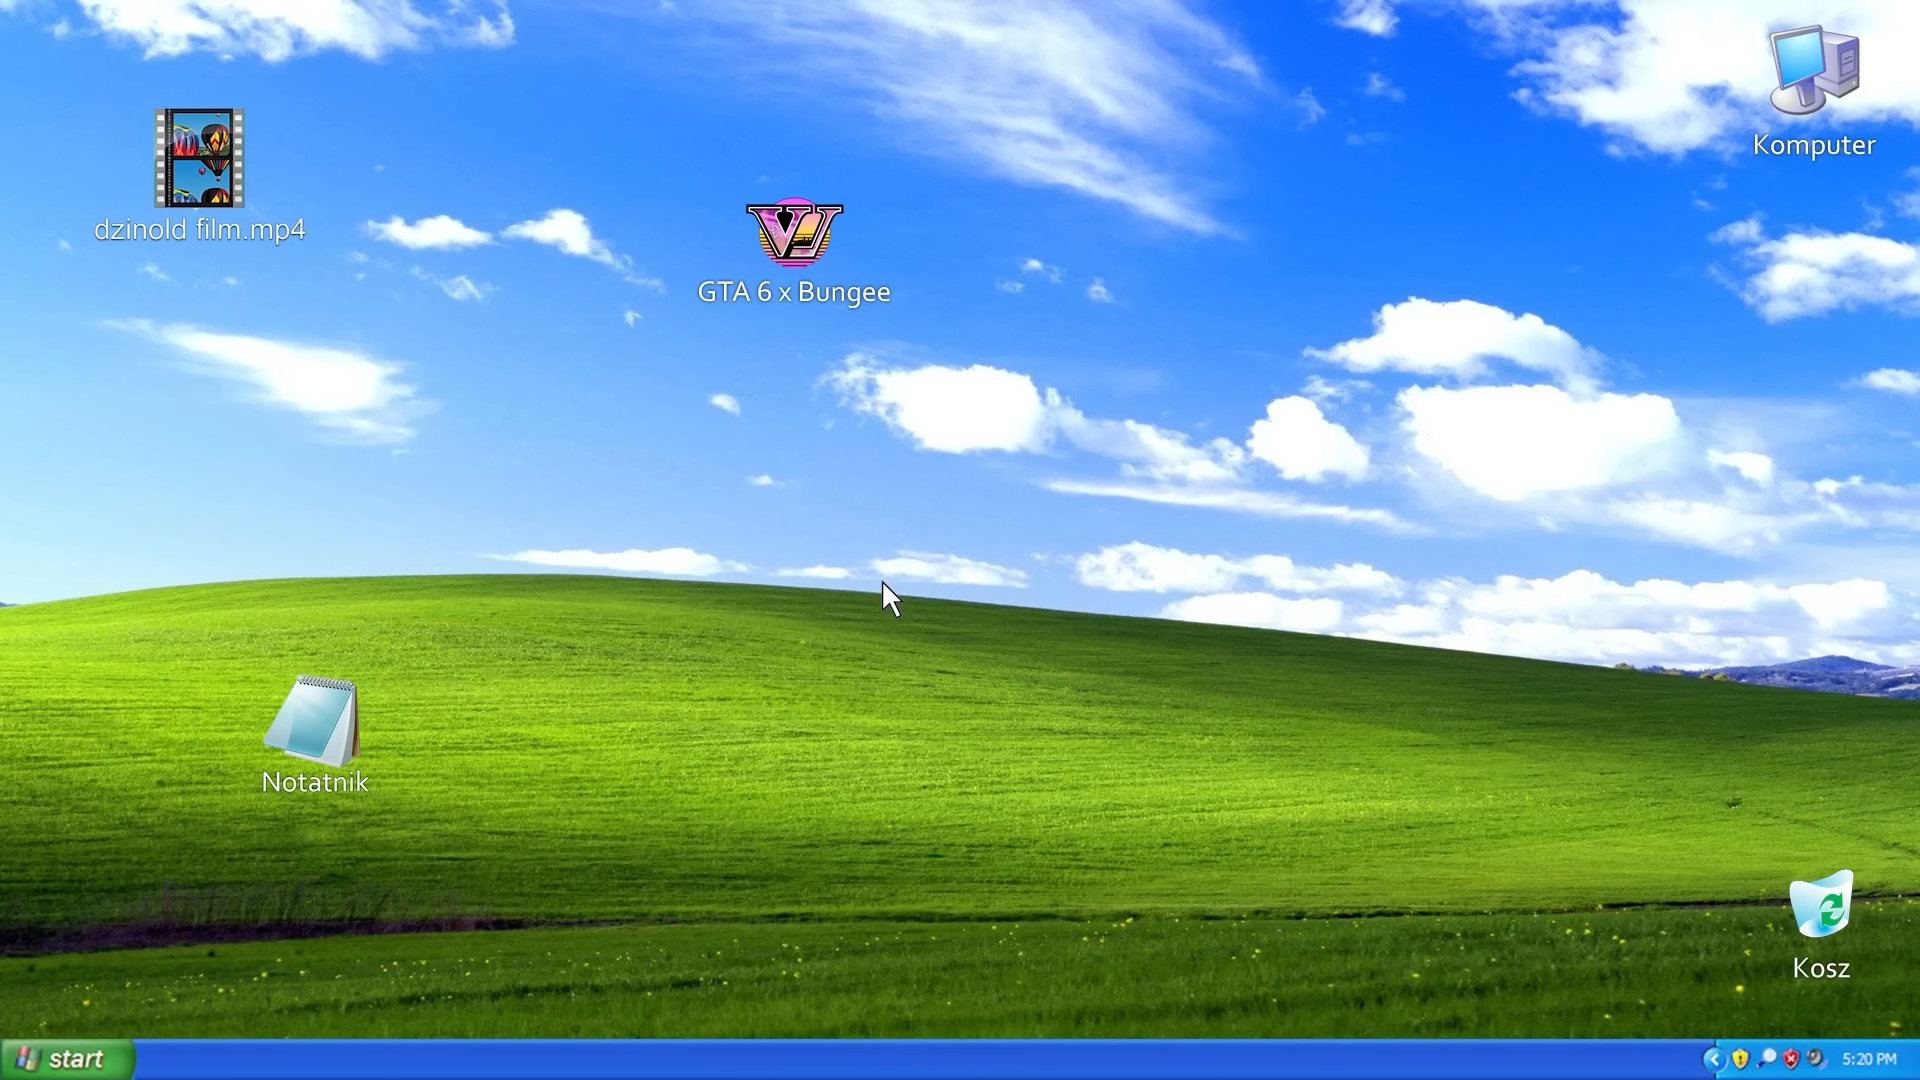 Komputer
dzinold film.mp4
GTA 6 x Bungee
Notatnik
Kosz
start
5:20 PM